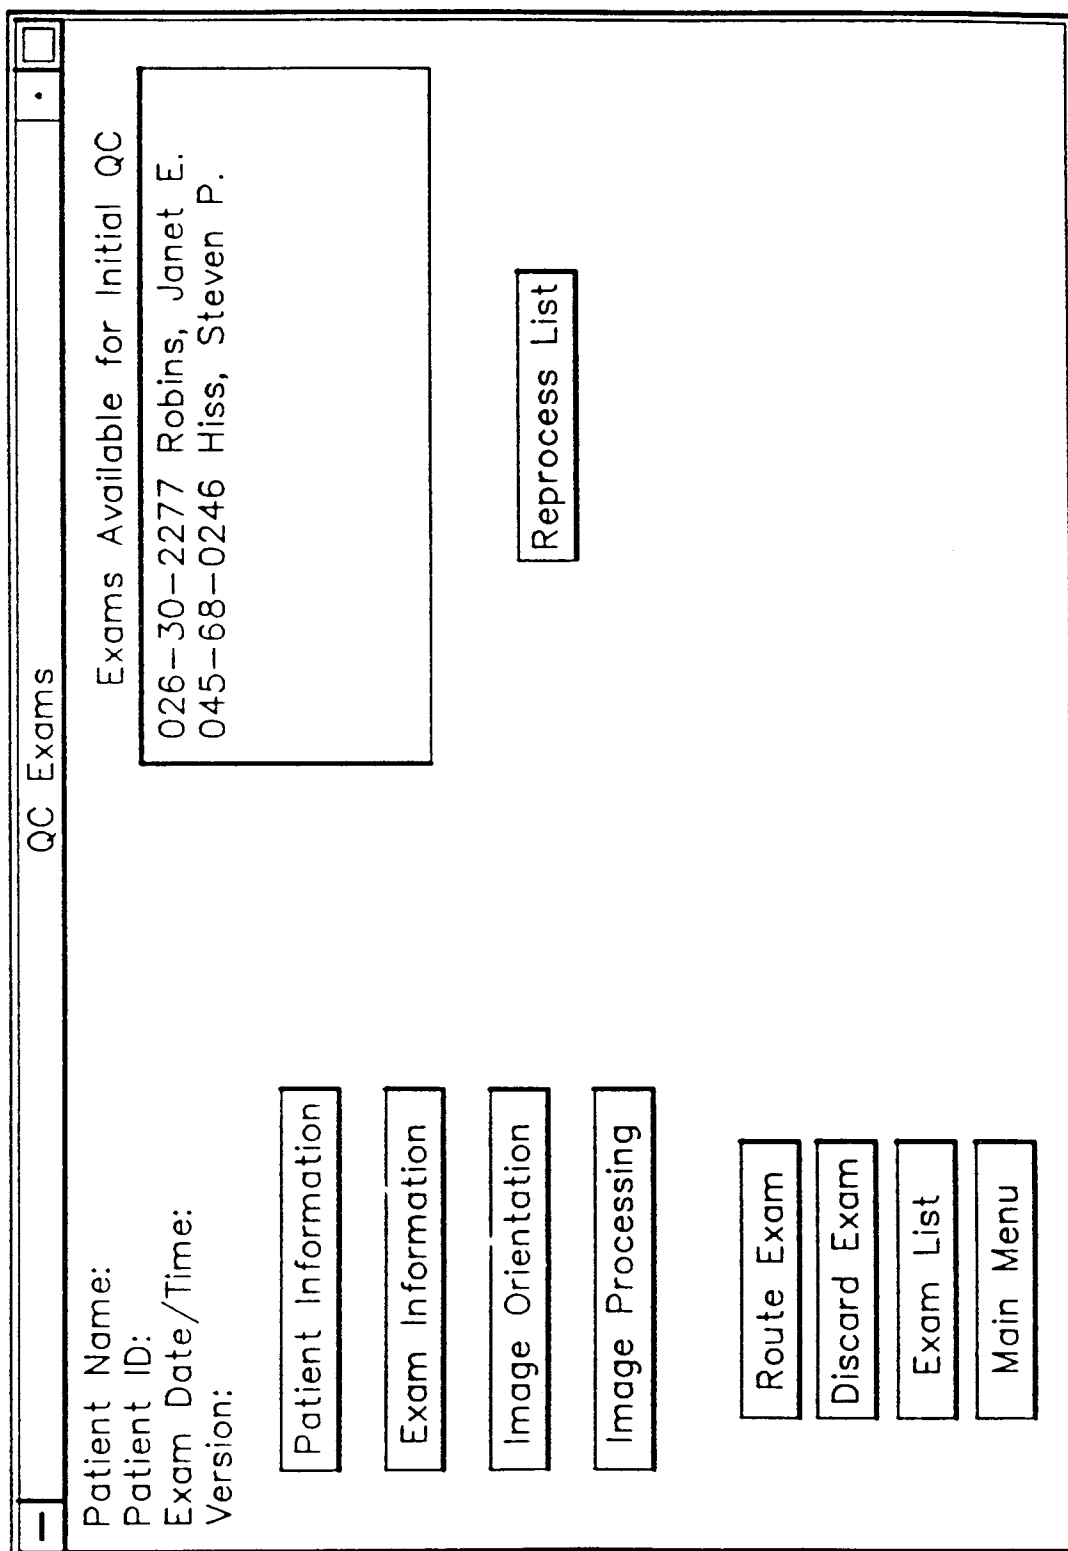 QC Exams
Patient Name:
Patient ID:
Exam Date/Time:
Version:
Exams Available for Initial QC
026-30-2277 Robins, Janet E.
045-68-0246 Hiss, Steven P.
Patient Information
Exam Information
Image Orientation
Image Processing
Reprocess List
Route Exam
Discard Exam
Exam List
Main Menu